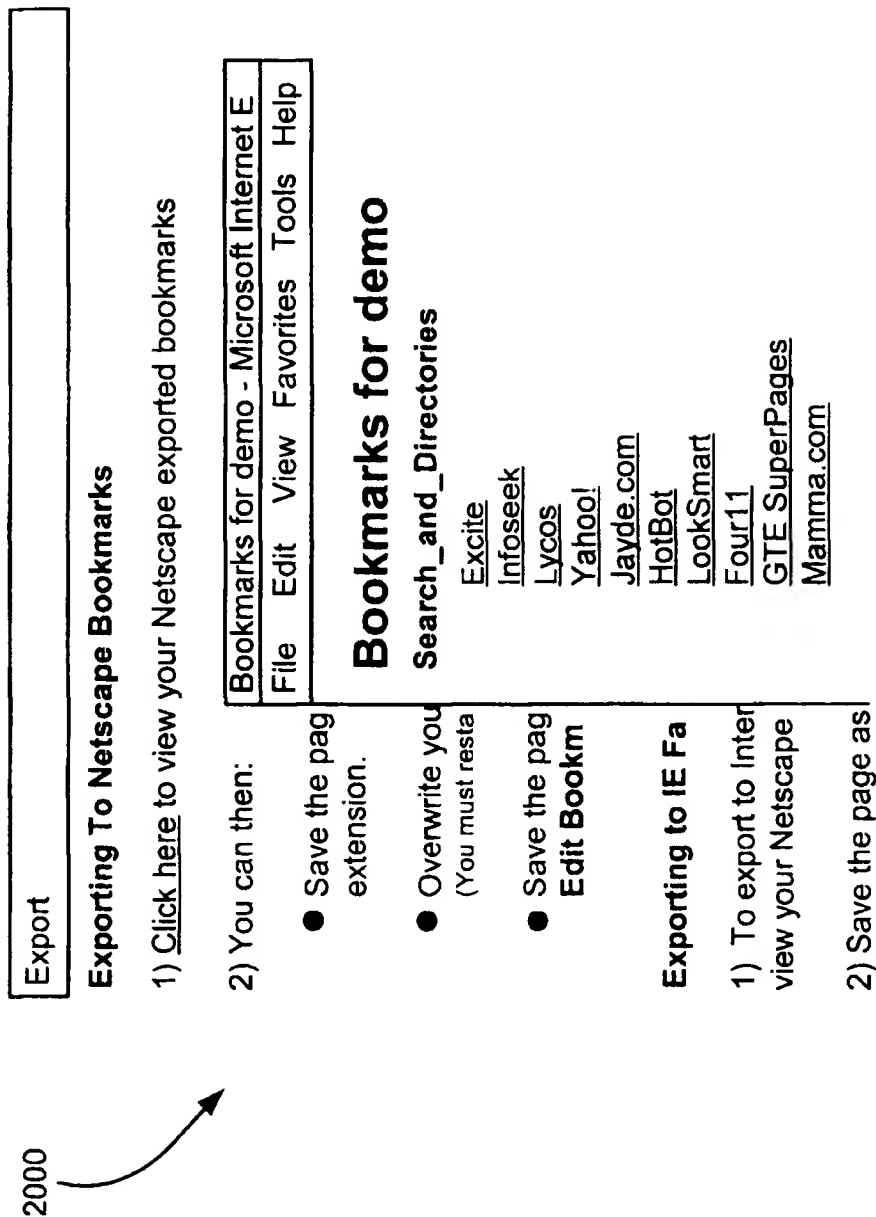 2000
Export
Exporting To Netscape Bookmarks
1) Click here to view your Netscape exported bookmarks
2) You can then:
● Save the pag
extension.
● Overwrite you
(You must resta
● Save the pag
Edit Bookm
Exporting to IE Fa
1) To export to Inter
view your Netscape
2) Save the page as
Bookmarks for demo - Microsoft Internet E
File Edit View Favorites Tools Help
Bookmarks for demo
Search_and_Directories
Excite
Infoseek
Lycos
Yahoo!
Jayde.com
HotBot
LookSmart
Four11
GTE SuperPages
Mamma.com